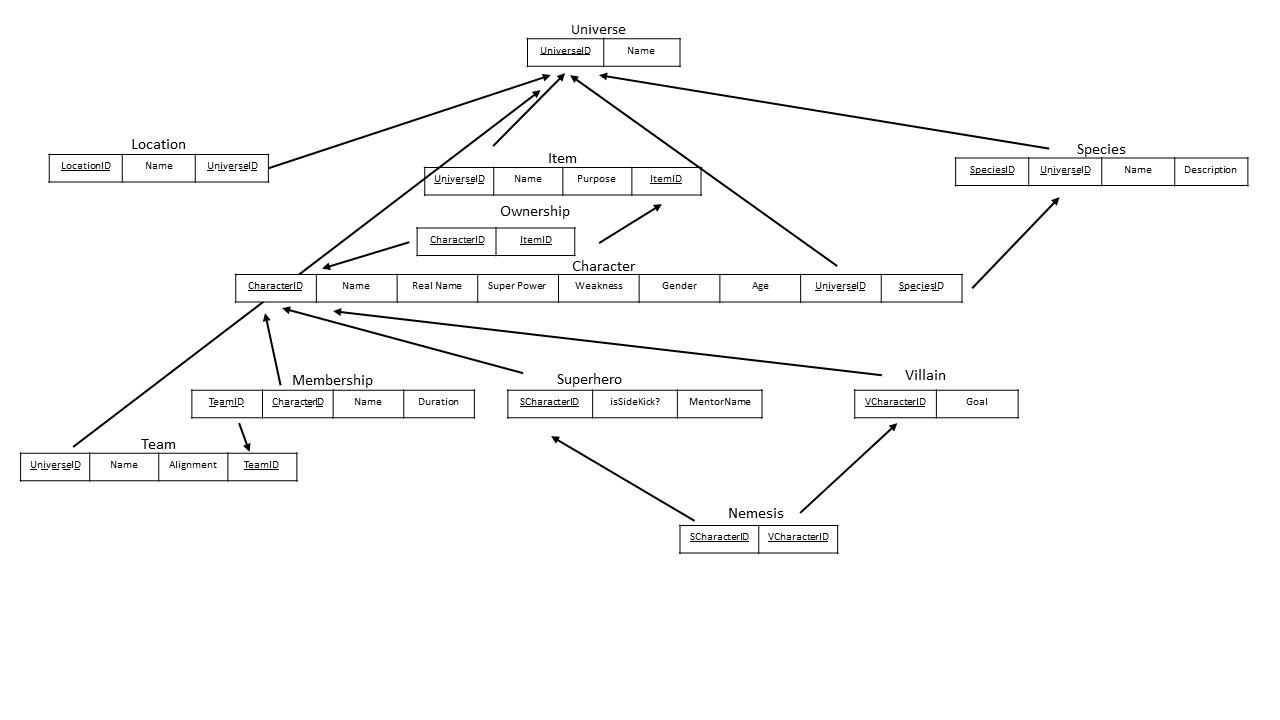 Universe
UniverseID Name
Location
LocationID Name UniverseID
Item
UniverseID Name Purpose ItemID
Species
SpeciesID UniverseID Name Description
Ownership
CharacterID ItemID
Character
CharacterID Name Real Name Super Power Weakness Gender Age UniverseID SpeciesID
Membership
TeamID CharacterID Name Duration
Superhero
SCharacterID isSideKick? MentorName
Villain
VCharacterID Goal
Team
UniverseID Name Alignment TeamID
Nemesis
SCharacterID VCharacterID